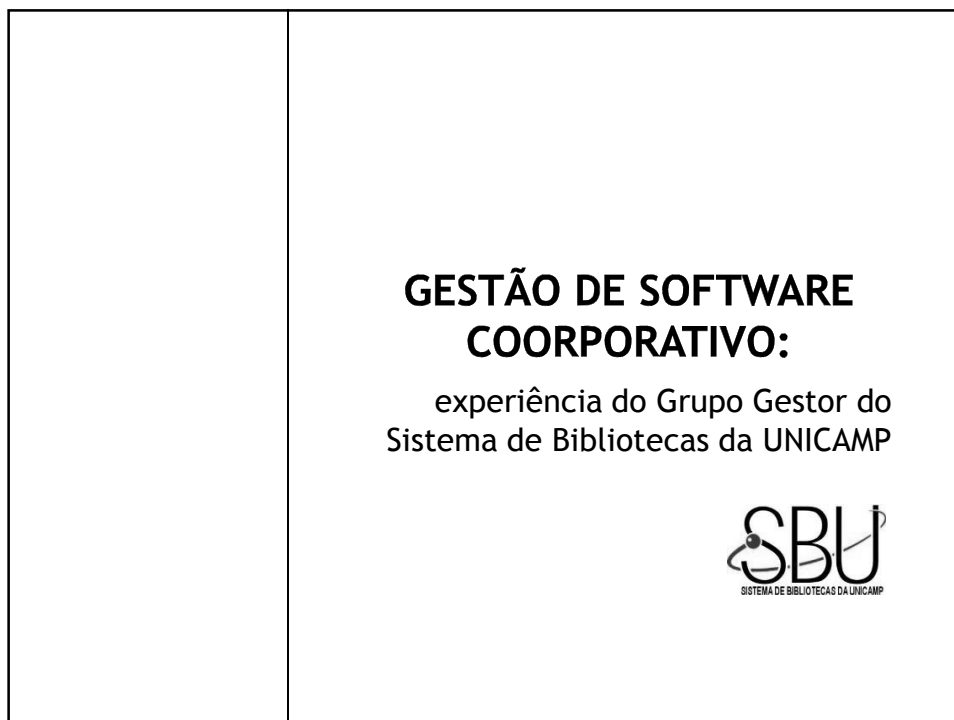 GESTÃO DE SOFTWARE
COORPORATIVO:
experiência do Grupo Gestor do
Sistema de Bibliotecas da UNICAMP
SBU
SISTEMA DE BIBLIOTECAS DA UNICAMP